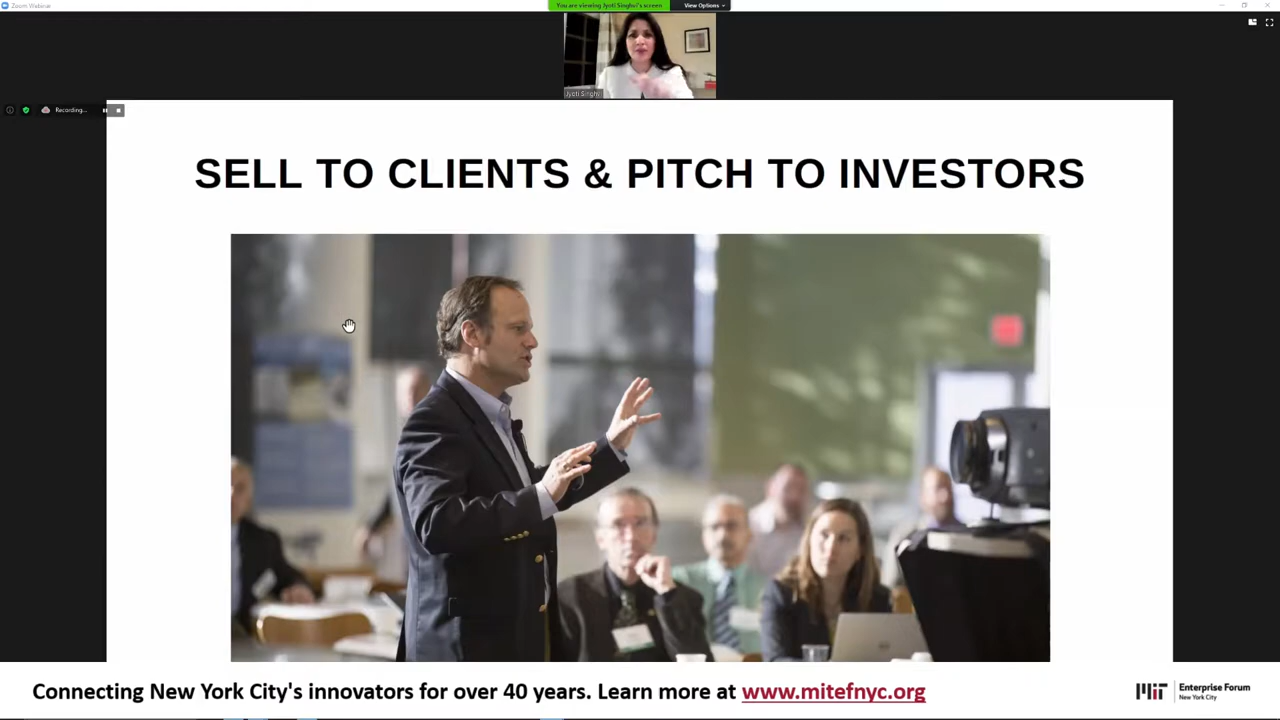 Zoom Webinar
You are viewing Jyoti Singhvi's screen
View Options
Jyoti Singhvi
Recording...
SELL TO CLIENTS & PITCH TO INVESTORS
Connecting New York City's innovators for over 40 years. Learn more at www.mitefnyc.org
MIT
Enterprise Forum
New York City